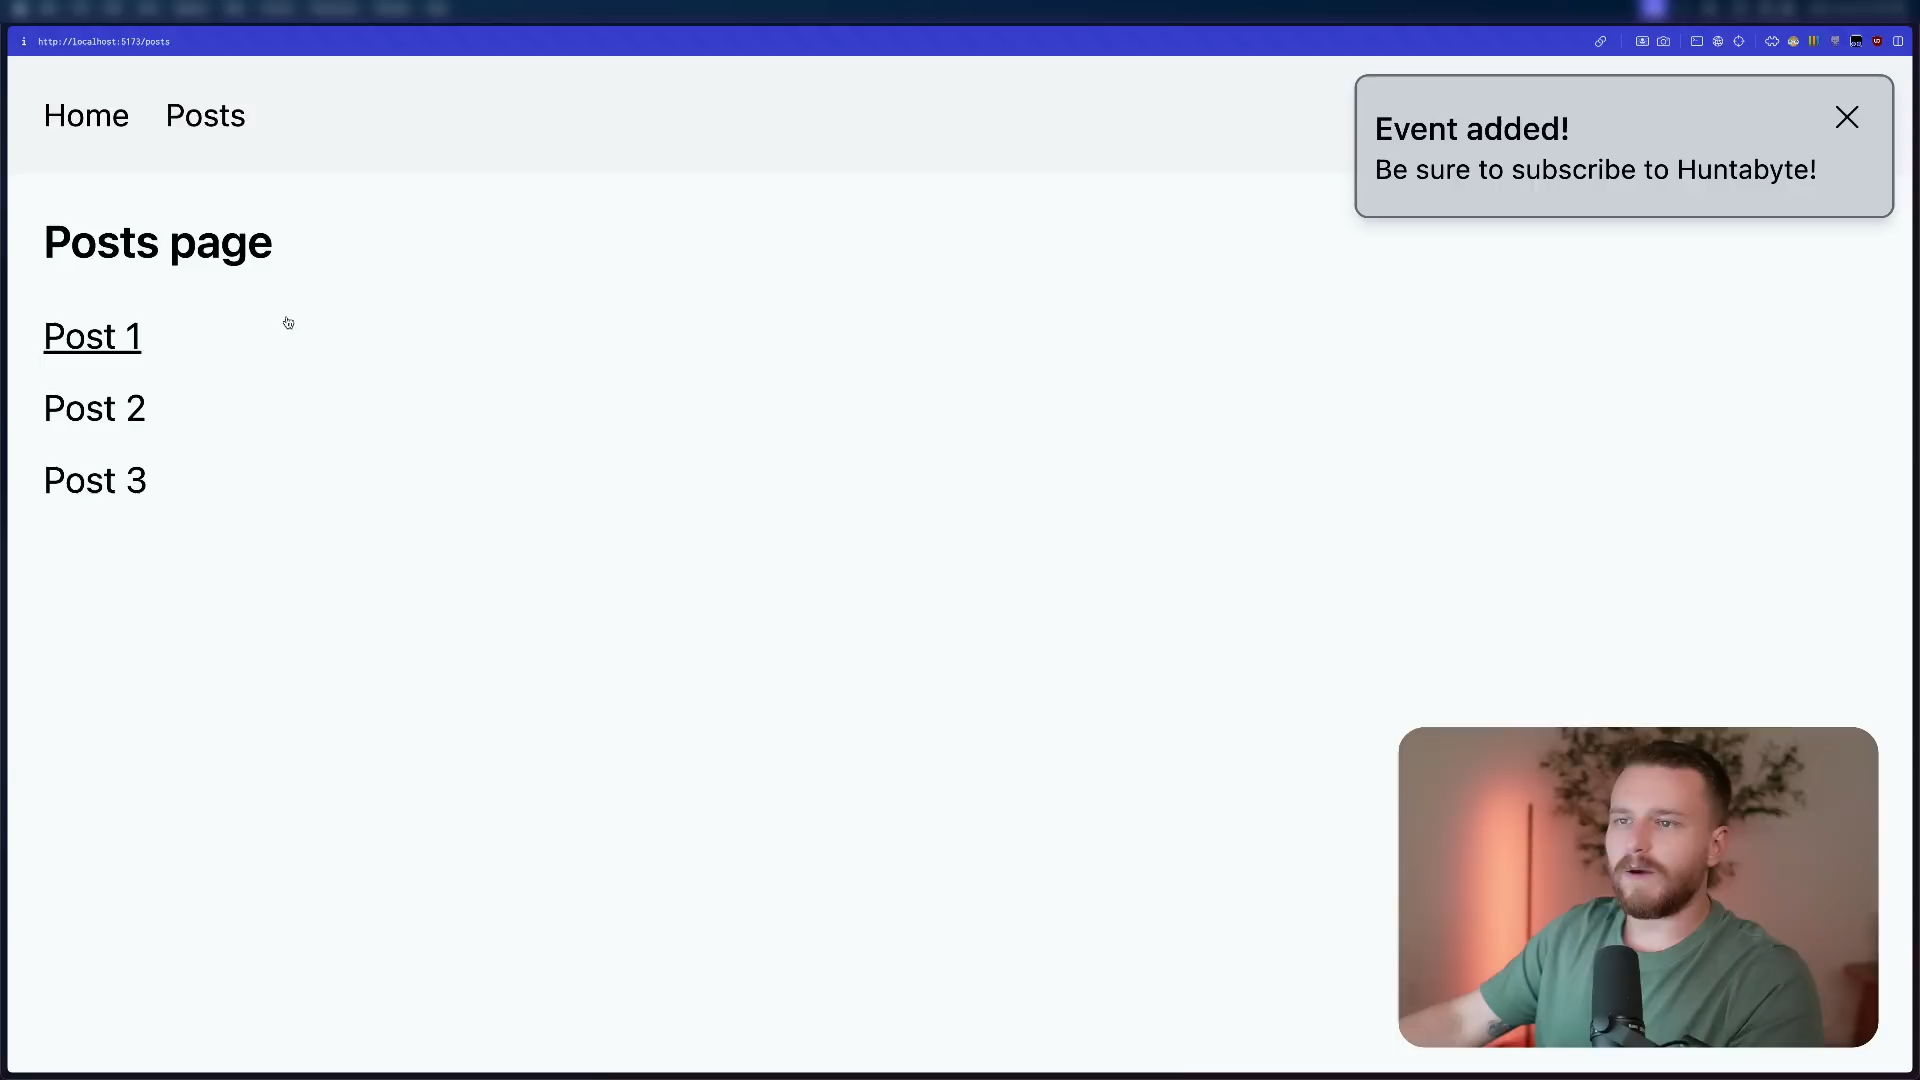 http://localhost:5173/posts
Home Posts
Event added!
Be sure to subscribe to Huntabyte!
Posts page
Post 1
Post 2
Post 3